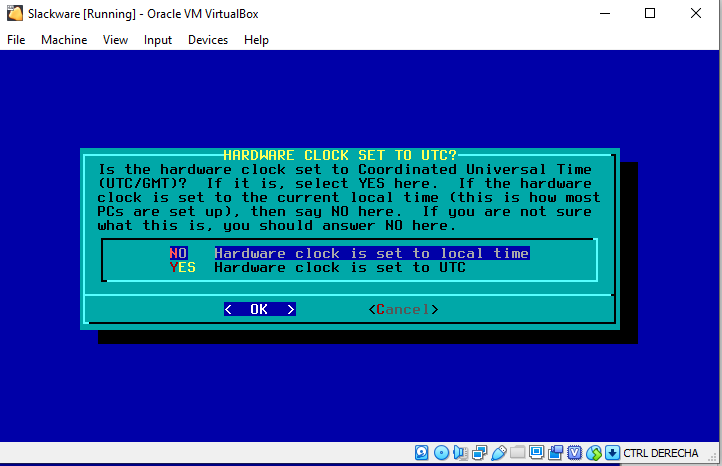 Slackware [Running] - Oracle VM VirtualBox
File Machine View Input Devices Help
HARDWARE CLOCK SET TO UTC?
Is the hardware clock set to Coordinated Universal Time
(UTC/GMT)? If it is, select YES here. If the hardware
clock is set to the current local time (this is how most
PCs are set up), then say NO here. If you are not sure
what this is, you should answer NO here.
NO Hardware clock is set to local time
YES Hardware clock is set to UTC
< OK > <Cancel>
CTRL DERECHA